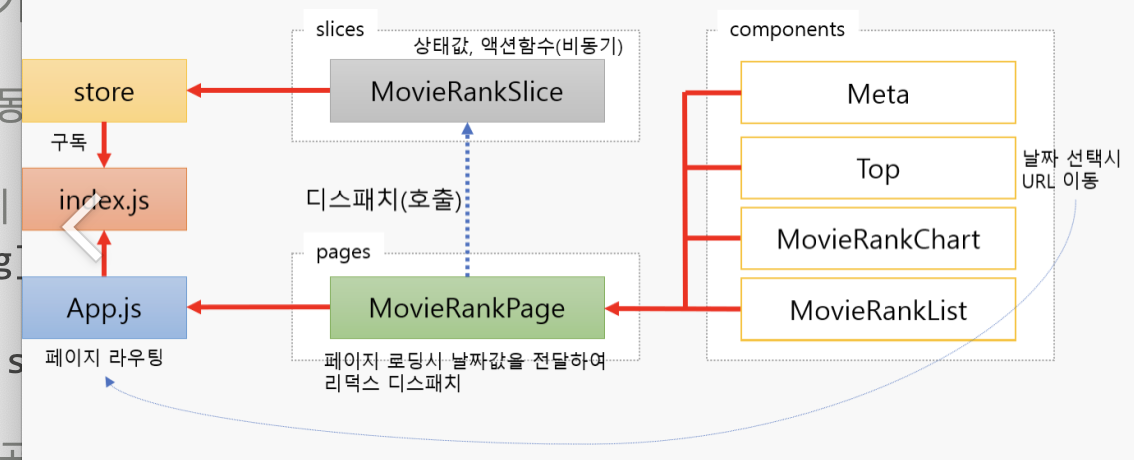 slices
상태값, 액션함수(비동기)
MovieRankSlice
store
구독
index.js
디스패치(호출)
pages
MovieRankPage
App.js
페이지 라우팅
페이지 로딩시 날짜값을 전달하여
리덕스 디스패치
components
Meta
Top
날짜 선택시
URL 이동
MovieRankChart
MovieRankList